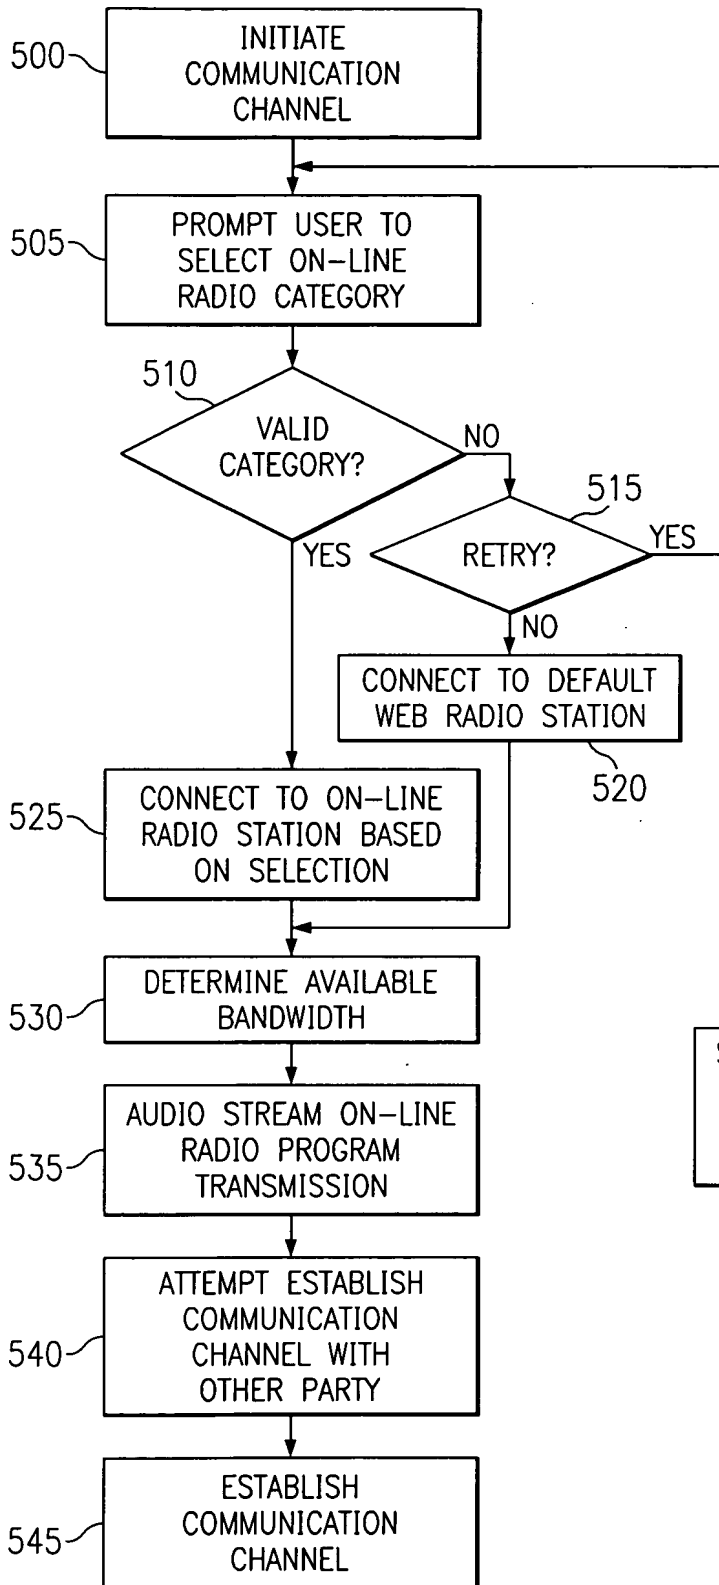 500
INITIATE
COMMUNICATION
CHANNEL
505
PROMPT USER TO
SELECT ON-LINE
RADIO CATEGORY
510
VALID
CATEGORY?
NO
YES
515
RETRY?
YES
NO
CONNECT TO DEFAULT
WEB RADIO STATION
520
525
CONNECT TO ON-LINE
RADIO STATION BASED
ON SELECTION
530
DETERMINE AVAILABLE
BANDWIDTH
535
AUDIO STREAM ON-LINE
RADIO PROGRAM
TRANSMISSION
540
ATTEMPT ESTABLISH
COMMUNICATION
CHANNEL WITH
OTHER PARTY
545
ESTABLISH
COMMUNICATION
CHANNEL